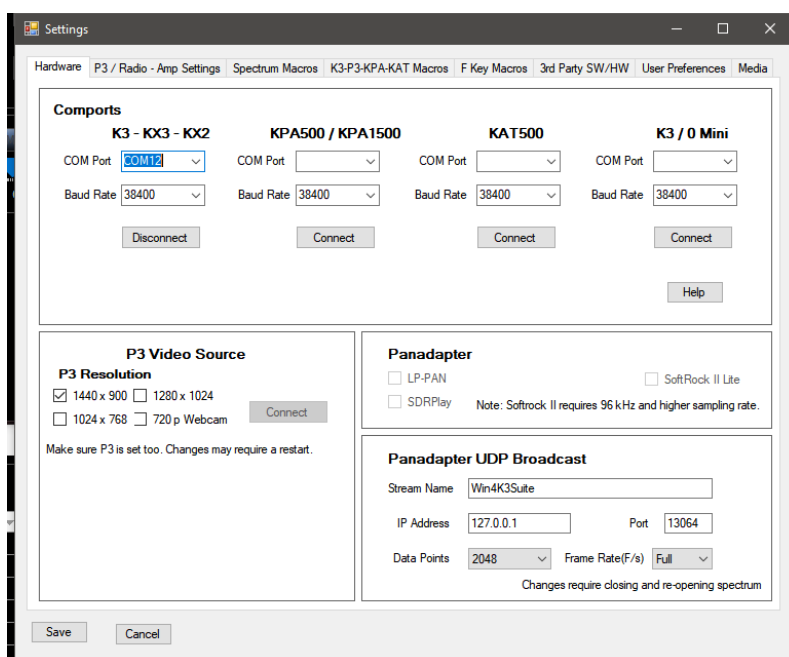 Settings
Hardware P3 / Radio - Amp Settings Spectrum Macros K3-P3-KPA-KAT Macros F Key Macros 3rd Party SW/HW User Preferences Media
Comports
K3 - KX3 - KX2 KPA500 / KPA1500 KAT500 K3 / 0 Mini
COM Port COM12 COM Port COM Port COM Port
Baud Rate 38400 Baud Rate 38400 Baud Rate 38400 Baud Rate 38400
Disconnect Connect Connect Connect
Help
P3 Video Source
P3 Resolution
1440 x 900 1280 x 1024
1024 x 768 720 p Webcam Connect
Make sure P3 is set too. Changes may require a restart.
Panadapter
LP-PAN SoftRock II Lite
SDRPlay Note: Softrock II requires 96 kHz and higher sampling rate.
Panadapter UDP Broadcast
Stream Name Win4K3Suite
IP Address 127.0.0.1 Port 13064
Data Points 2048 Frame Rate(F/s) Full
Changes require closing and re-opening spectrum
Save Cancel